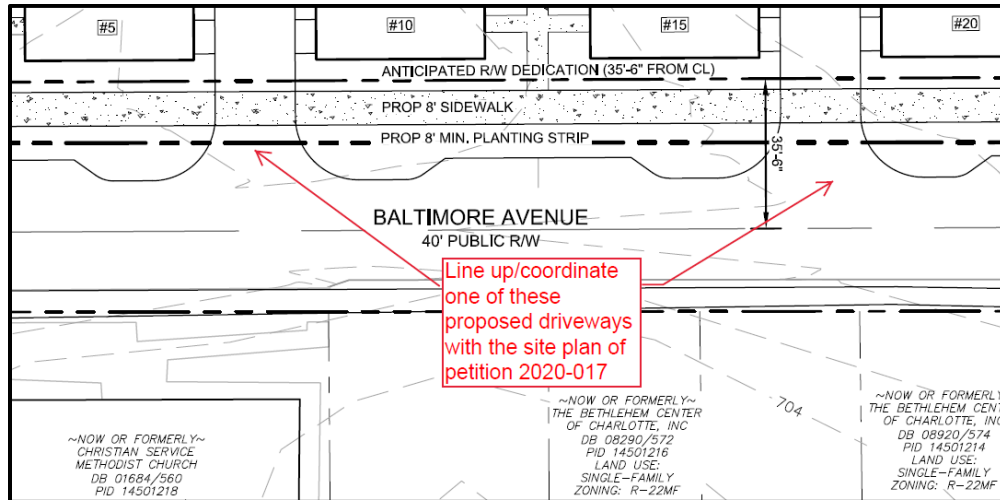 #5
#10
#15
#20
ANTICIPATED R/W DEDICATION (35'-6" FROM CL)
PROP 8' SIDEWALK
PROP 8' MIN. PLANTING STRIP
35'-6"
BALTIMORE AVENUE
40' PUBLIC R/W
Line up/coordinate
one of these
proposed driveways
with the site plan of
petition 2020-017
~NOW OR FORMERLY~
CHRISTIAN SERVICE
METHODIST CHURCH
DB 01684/560
PID 14501218
~NOW OR FORMERLY~
THE BETHLEHEM CENTER
OF CHARLOTTE, INC
DB 08290/572
PID 14501216
LAND USE:
SINGLE-FAMILY
ZONING: R-22MF
704
~NOW OR FORMERLY~
THE BETHLEHEM CENT
OF CHARLOTTE, INC
DB 08920/574
PID 14501214
LAND USE:
SINGLE-FAMILY
ZONING: R-22MF